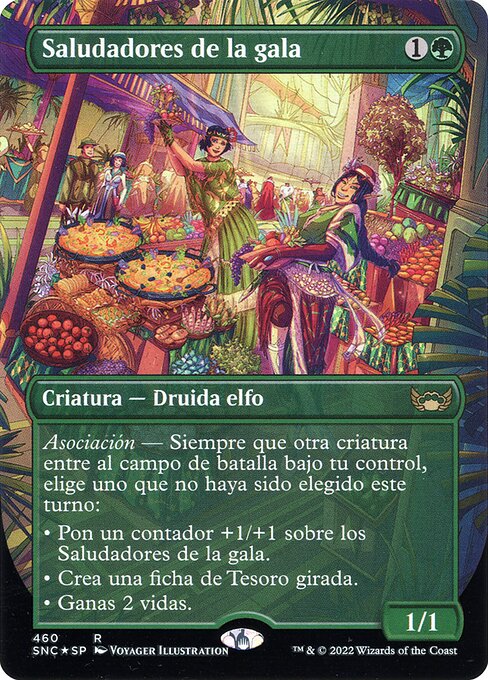 Saludadores de la gala 1
Criatura — Druida elfo
Asociación — Siempre que otra criatura
entre al campo de batalla bajo tu control,
elige uno que no haya sido elegido este
turno:
• Pon un contador +1/+1 sobre los
Saludadores de la gala.
• Crea una ficha de Tesoro girada.
• Ganas 2 vidas.
1/1
460 R
SNC★SP VOYAGER ILLUSTRATION
™ & © 2022 Wizards of the Coast